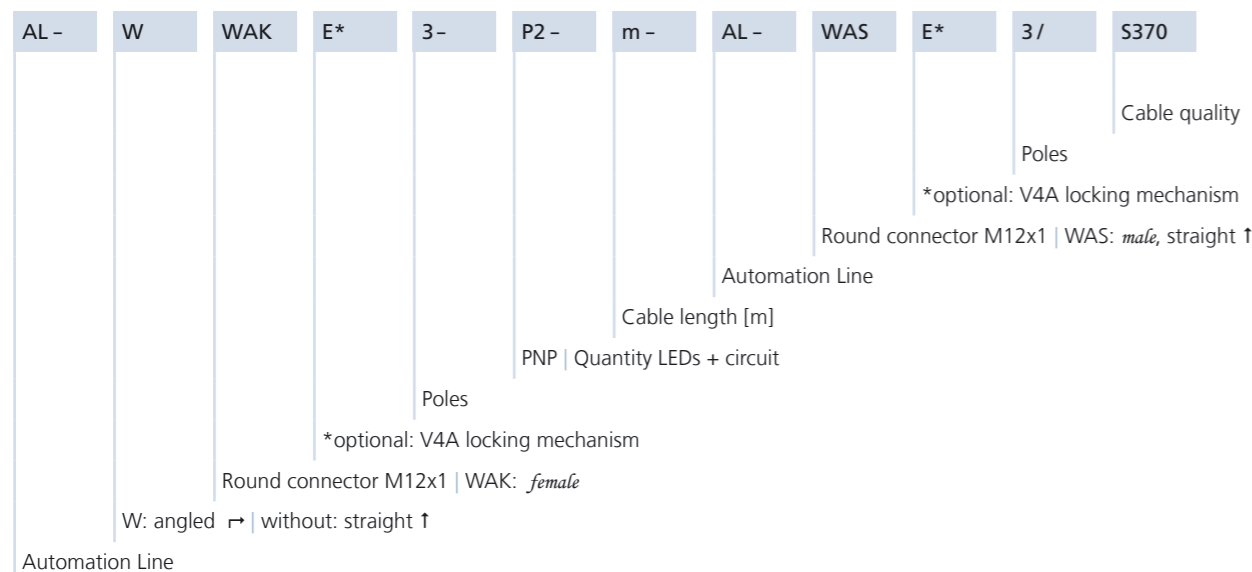 AL – W WAK E* 3 – P2 – m – AL – WAS E* 3 / S370
Cable quality
Poles
*optional: V4A locking mechanism
Round connector M12x1 | WAS: male, straight ↑
Automation Line
Cable length [m]
PNP | Quantity LEDs + circuit
Poles
*optional: V4A locking mechanism
Round connector M12x1 | WAK: female
W: angled ↱ | without: straight ↑
Automation Line